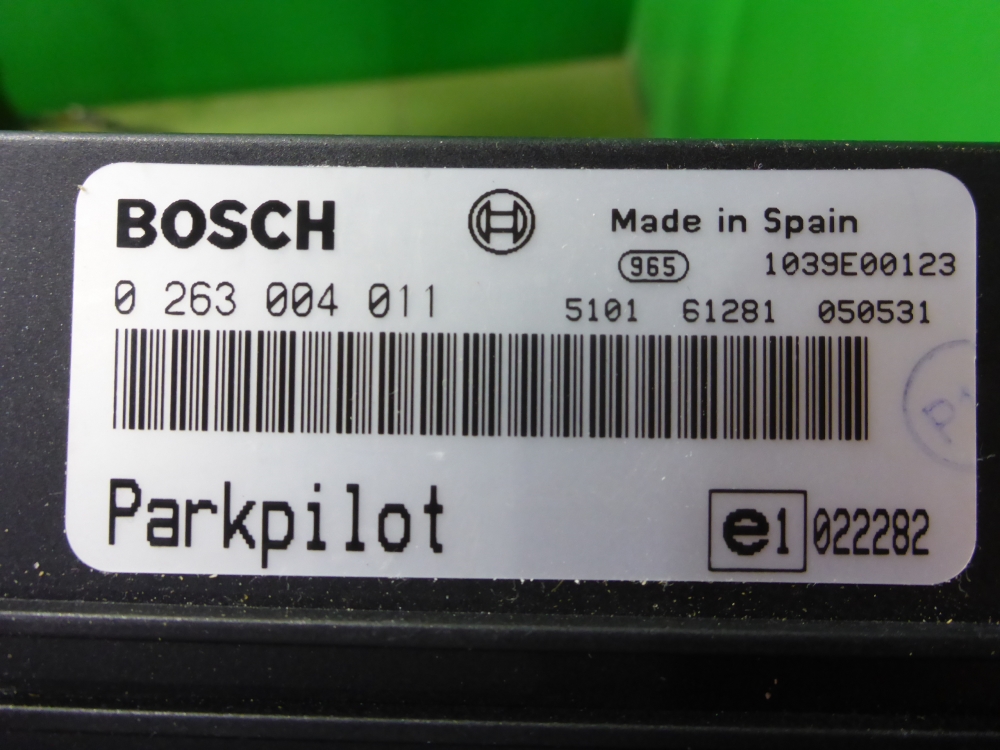 BOSCH
Made in Spain
965 1039E00123
0 263 004 011
5101 61281 050531
Parkpilot
e1 022282